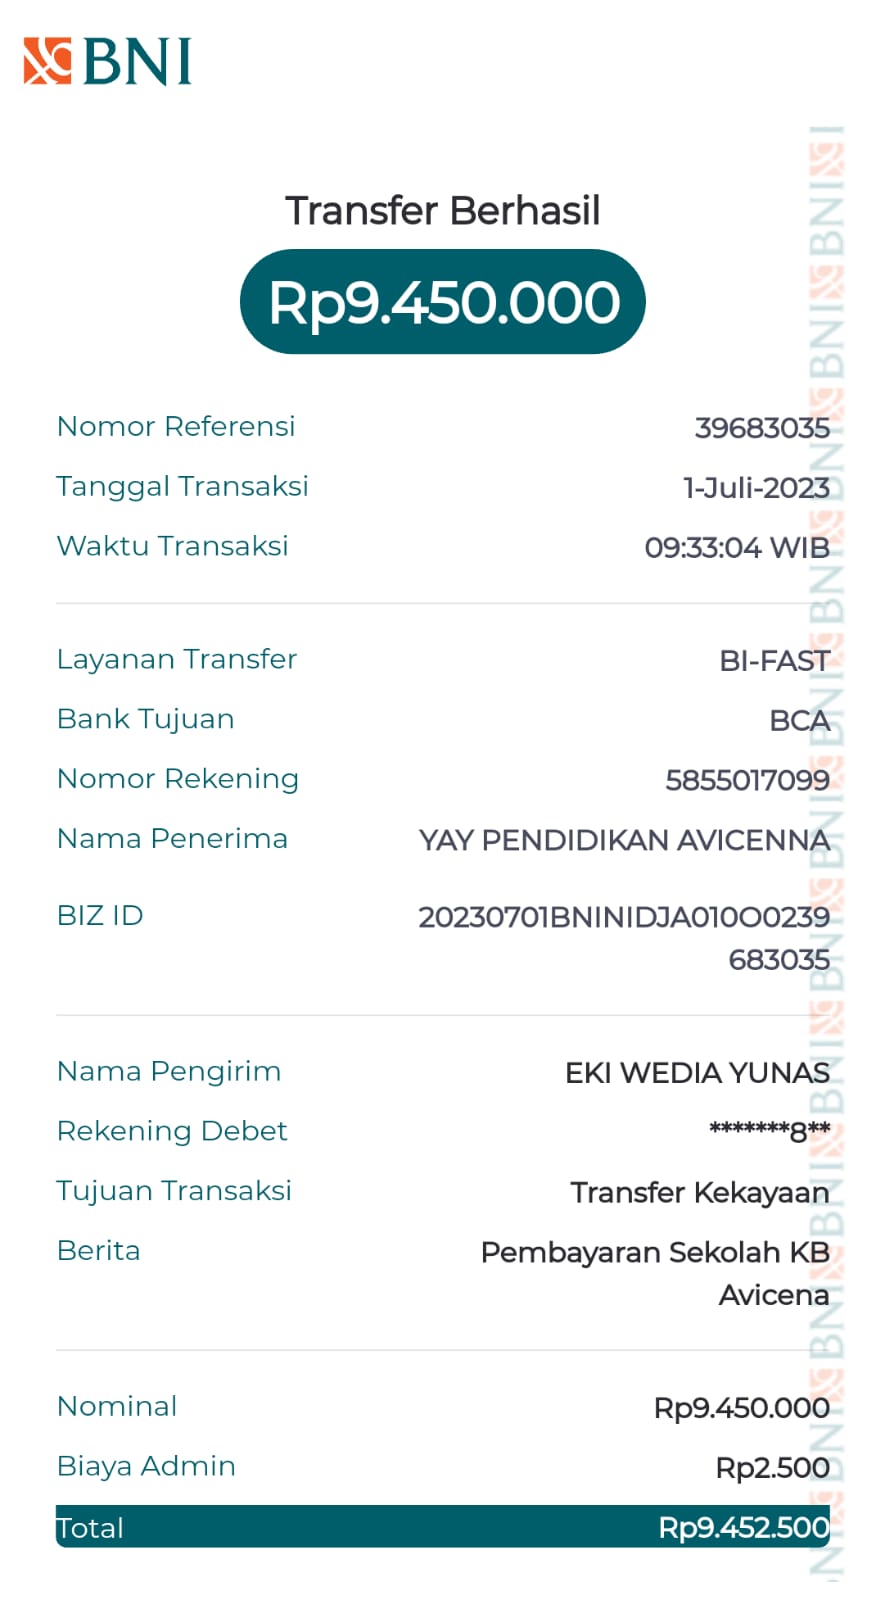 BNI
Transfer Berhasil
Rp9.450.000
Nomor Referensi 39683035
Tanggal Transaksi 1-Juli-2023
Waktu Transaksi 09:33:04 WIB
Layanan Transfer BI-FAST
Bank Tujuan BCA
Nomor Rekening 5855017099
Nama Penerima YAY PENDIDIKAN AVICENNA
BIZ ID 20230701BNINIDJA010O0239
683035
Nama Pengirim EKI WEDIA YUNAS
Rekening Debet *******8**
Tujuan Transaksi Transfer Kekayaan
Berita Pembayaran Sekolah KB
Avicena
Nominal Rp9.450.000
Biaya Admin Rp2.500
Total Rp9.452.500
BNI BNI BNI BNI BNI BNI BNI BNI BNI BNI BNI BNI